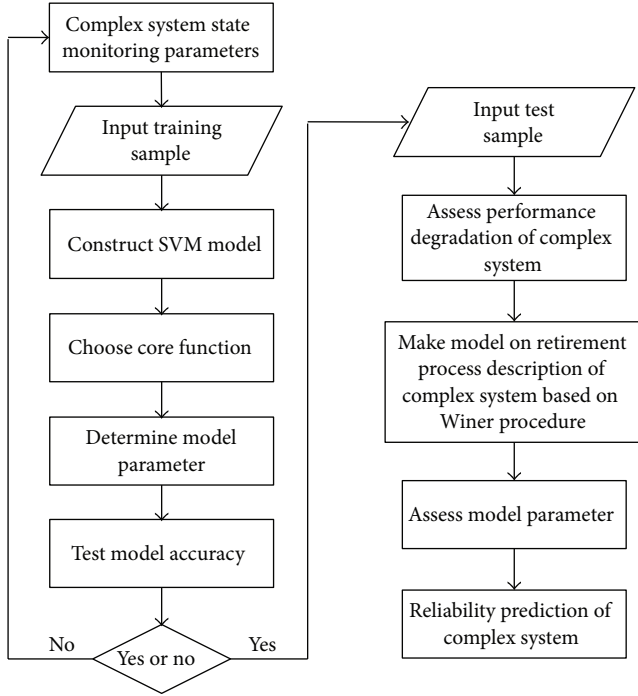 Complex system state
monitoring parameters
Input training
sample
Construct SVM model
Choose core function
Determine model
parameter
Test model accuracy
No
Yes or no
Yes
Input test
sample
Assess performance
degradation of complex
system
Make model on retirement
process description of
complex system based on
Winer procedure
Assess model parameter
Reliability prediction of
complex system